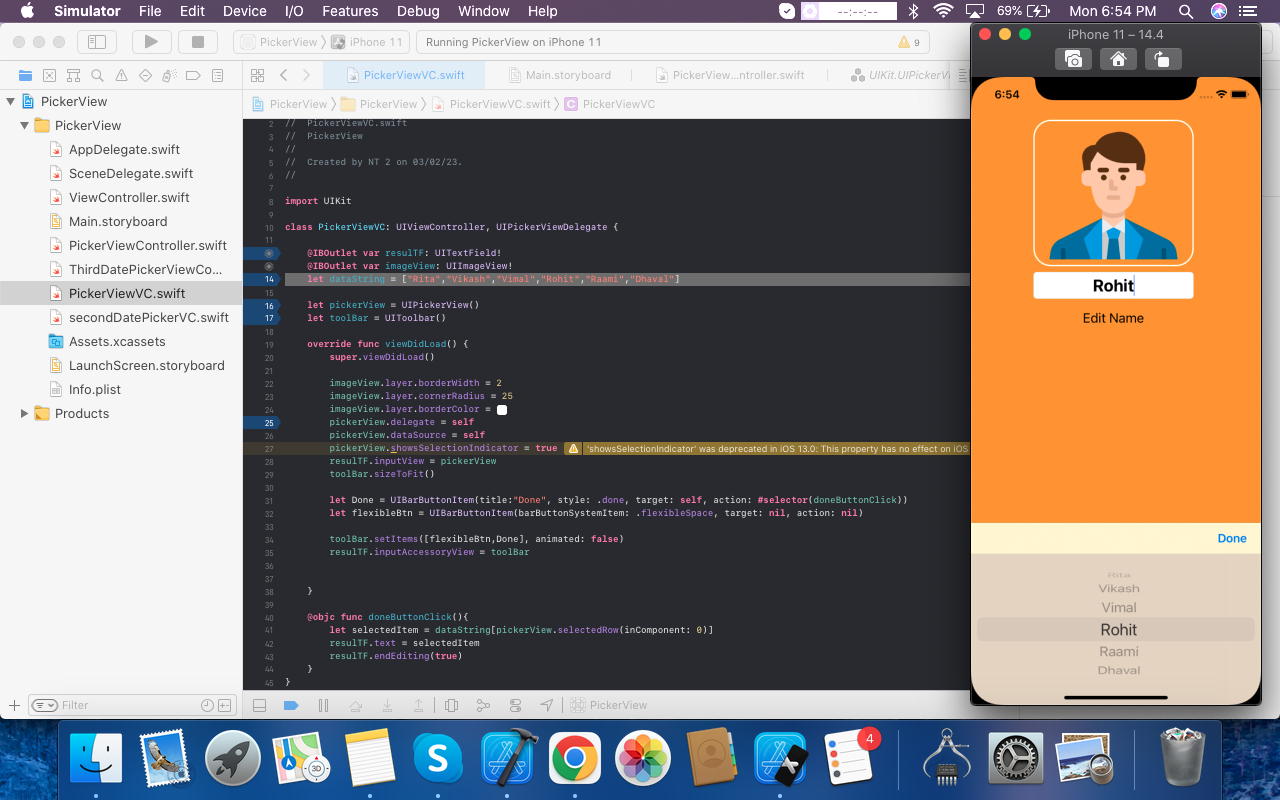 Simulator File Edit Device I/O Features Debug Window Help --:--:-- 69% Mon 6:54 PM
PickerView iPhone 11 Running PickerView on iPhone 11 9
PickerViewVC.swift Main.storyboard PickerView...ntroller.swift UIKit.UIPickerVi
PickerView PickerView PickerViewVC.swift C PickerViewVC
PickerView
PickerView
AppDelegate.swift
SceneDelegate.swift
ViewController.swift
Main.storyboard
PickerViewController.swift
ThirdDatePickerViewCo...
PickerViewVC.swift
secondDatePickerVC.swift
Assets.xcassets
LaunchScreen.storyboard
Info.plist
Products
Filter
2 // PickerViewVC.swift
3 // PickerView
4 //
5 // Created by NT 2 on 03/02/23.
6 //
7
8 import UIKit
9
10 class PickerViewVC: UIViewController, UIPickerViewDelegate {
11
@IBOutlet var resulTF: UITextField!
@IBOutlet var imageView: UIImageView!
14 let dataString = ["Rita","Vikash","Vimal","Rohit","Raami","Dhaval"]
15
16 let pickerView = UIPickerView()
17 let toolBar = UIToolbar()
18
19 override func viewDidLoad() {
20 super.viewDidLoad()
21
22 imageView.layer.borderWidth = 2
23 imageView.layer.cornerRadius = 25
24 imageView.layer.borderColor =
25 pickerView.delegate = self
26 pickerView.dataSource = self
27 pickerView.showsSelectionIndicator = true 'showsSelectionIndicator' was deprecated in iOS 13.0: This property has no effect on iOS
28 resulTF.inputView = pickerView
29 toolBar.sizeToFit()
30
31 let Done = UIBarButtonItem(title:"Done", style: .done, target: self, action: #selector(doneButtonClick))
32 let flexibleBtn = UIBarButtonItem(barButtonSystemItem: .flexibleSpace, target: nil, action: nil)
33
34 toolBar.setItems([flexibleBtn,Done], animated: false)
35 resulTF.inputAccessoryView = toolBar
36
37
38 }
39
40 @objc func doneButtonClick(){
41 let selectedItem = dataString[pickerView.selectedRow(inComponent: 0)]
42 resulTF.text = selectedItem
43 resulTF.endEditing(true)
44 }
45 }
PickerView
iPhone 11 – 14.4
6:54
Rohit
Edit Name
Done
Rita
Vikash
Vimal
Rohit
Raami
Dhaval
3D
4